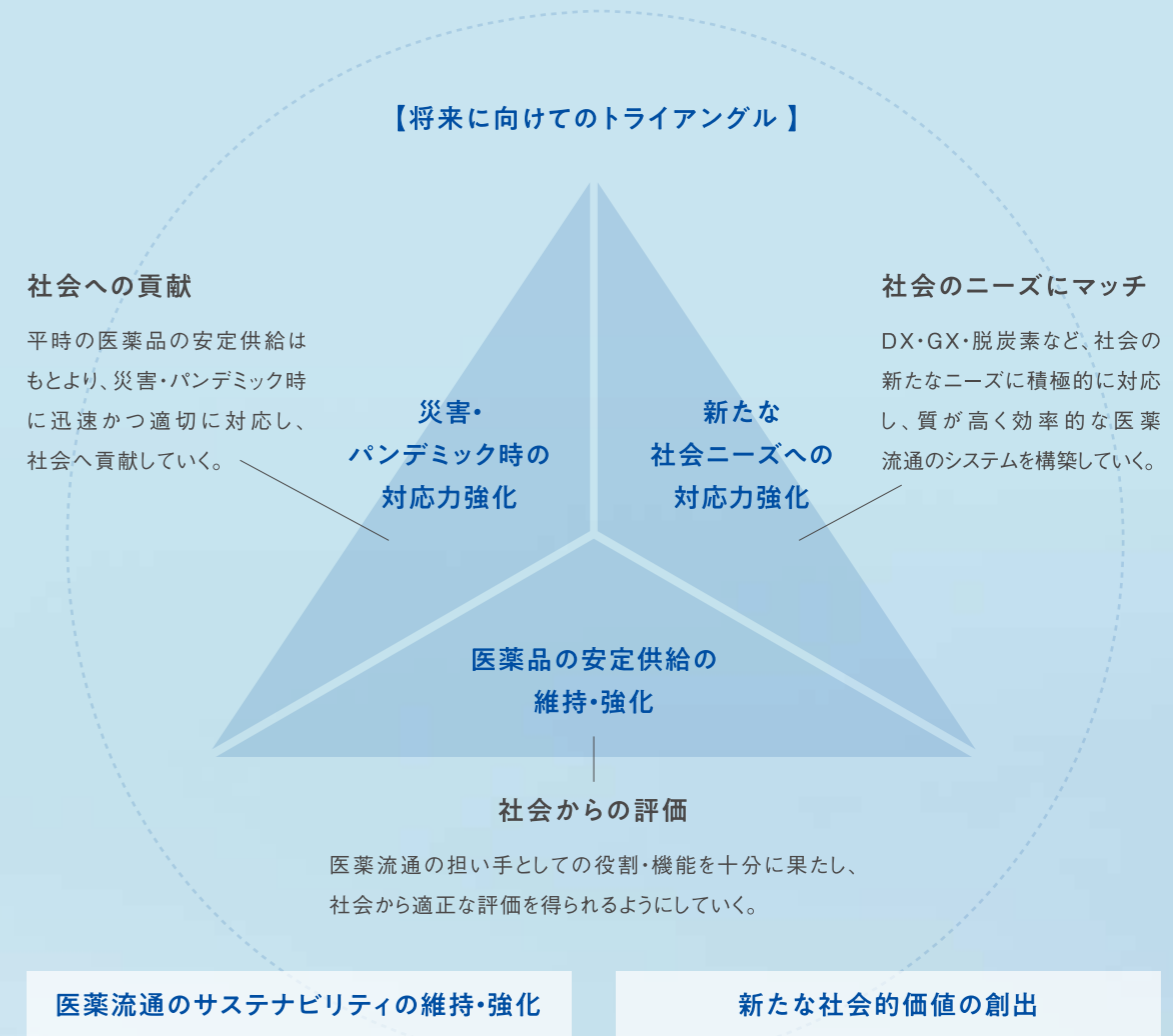 【将来に向けてのトライアングル】
社会への貢献
平時の医薬品の安定供給は
もとより、災害・パンデミック時
に迅速かつ適切に対応し、
社会へ貢献していく。
災害・
パンデミック時の
対応力強化
新たな
社会ニーズへの
対応力強化
社会のニーズにマッチ
DX・GX・脱炭素など、社会の
新たなニーズに積極的に対応
し、質が高く効率的な医薬
流通のシステムを構築していく。
医薬品の安定供給の
維持・強化
社会からの評価
医薬流通の担い手としての役割・機能を十分に果たし、
社会から適正な評価を得られるようにしていく。
医薬流通のサステナビリティの維持・強化
新たな社会的価値の創出